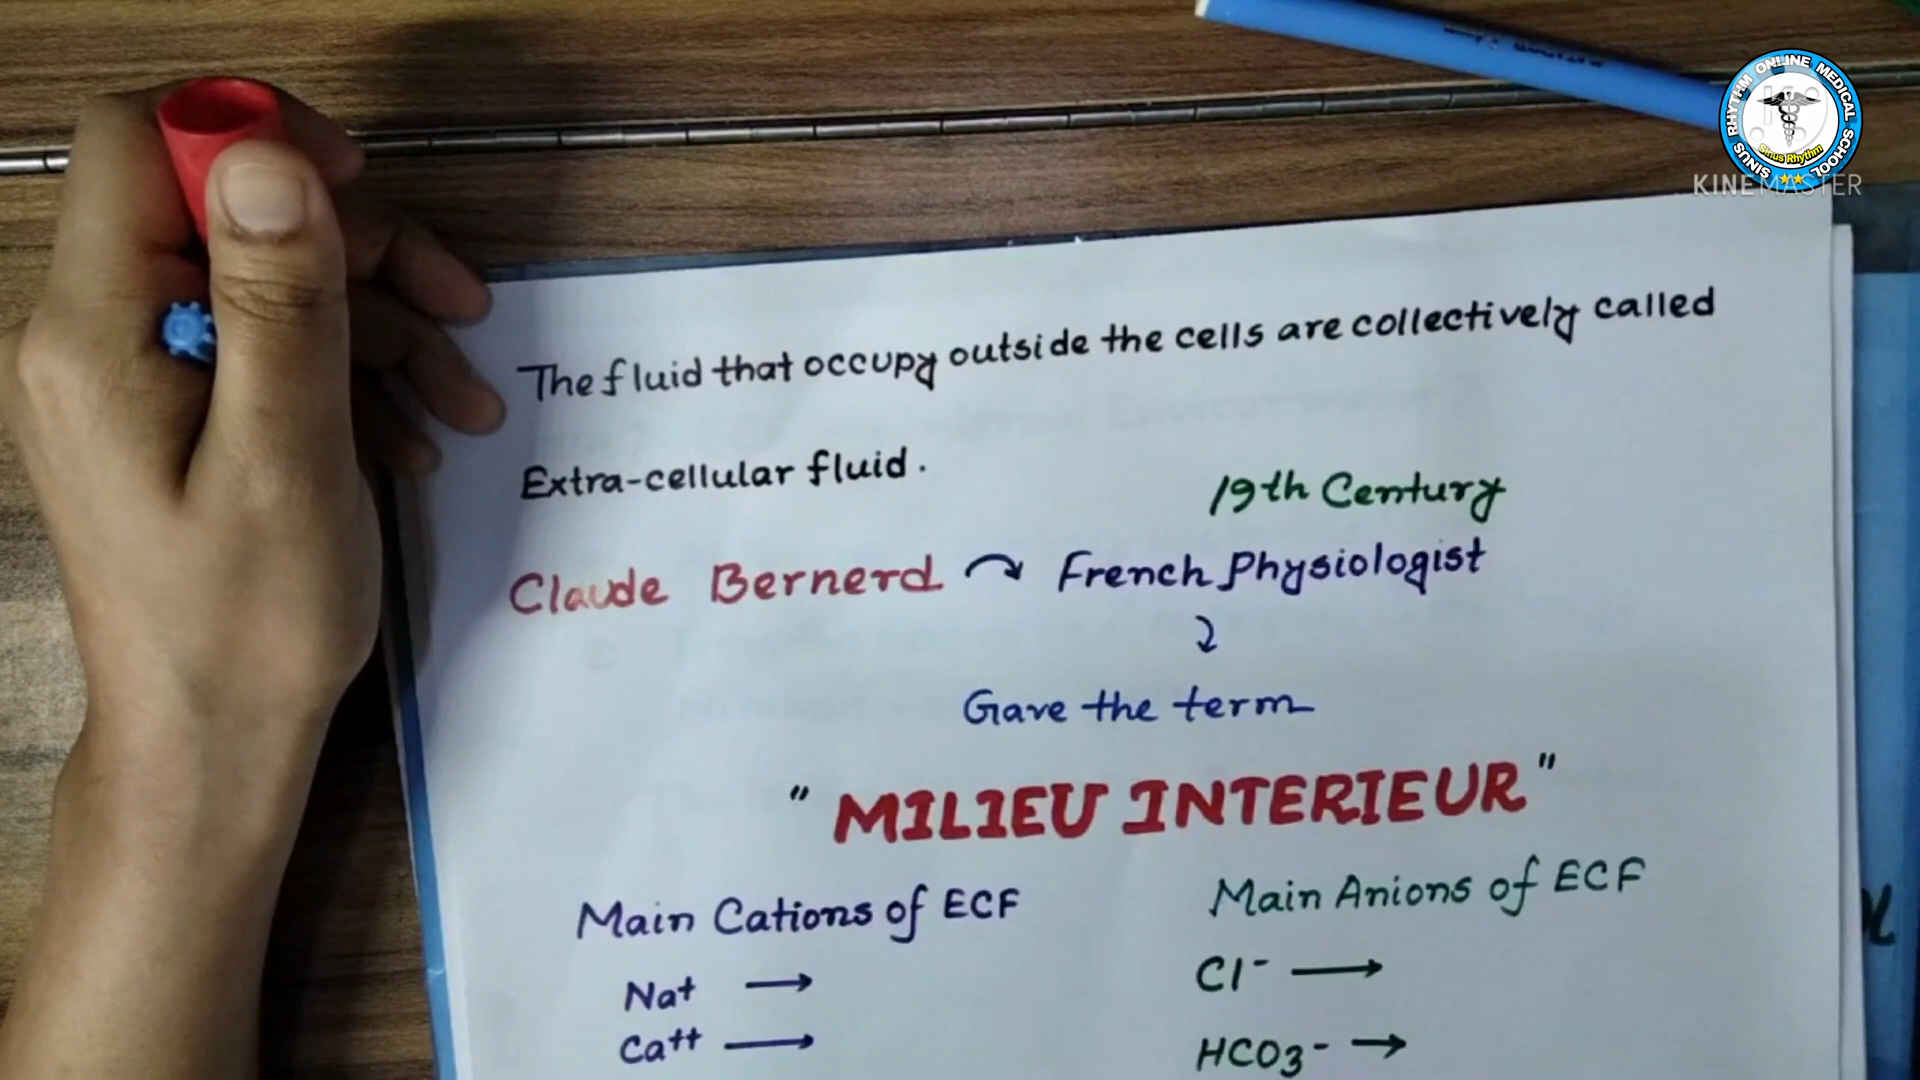 SINUS RHYTHM ONLINE MEDICAL SCHOOL
Sinus Rhythm
KINEMASTER
The fluid that occupy outside the cells are collectively called
Extra-cellular fluid.
19th Century
Claude Bernerd → French Physiologist
↓
Gave the term
" MILIEU INTERIEUR "
Main Cations of ECF
Main Anions of ECF
Na+ →
Cl- →
Ca++ →
HCO3- →